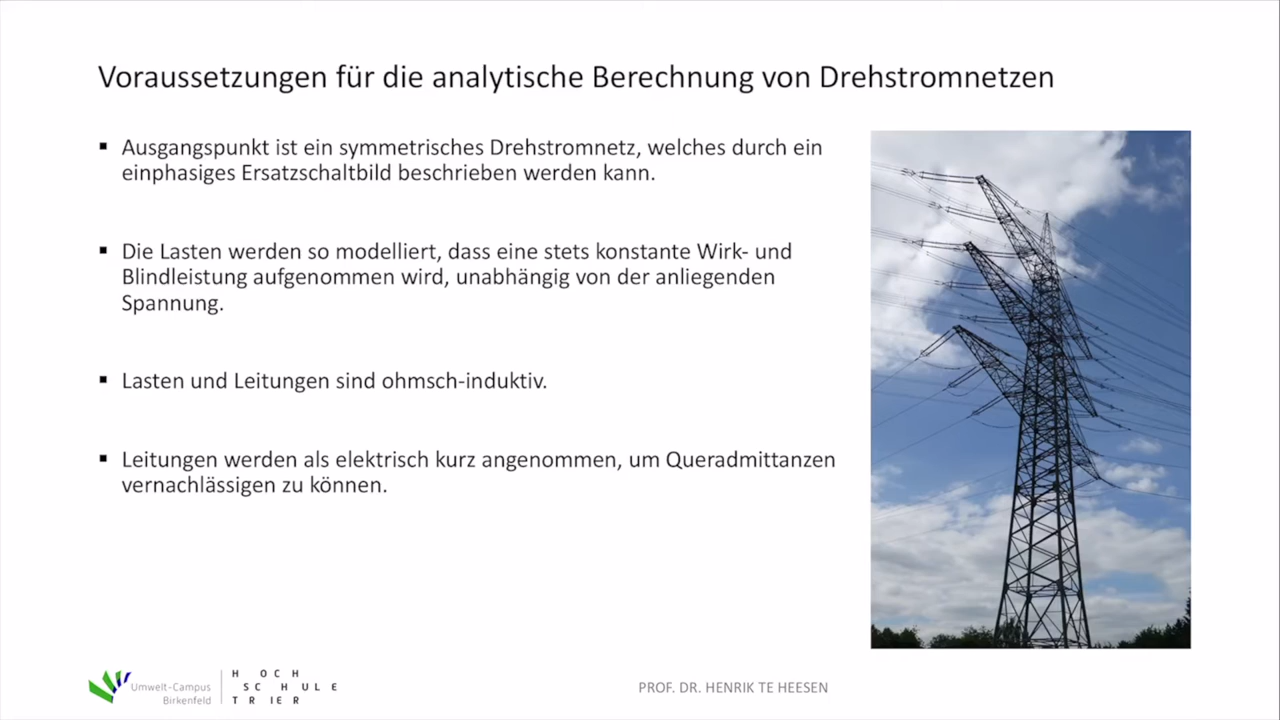 Voraussetzungen für die analytische Berechnung von Drehstromnetzen
▪ Ausgangspunkt ist ein symmetrisches Drehstromnetz, welches durch ein
einphasiges Ersatzschaltbild beschrieben werden kann.
▪ Die Lasten werden so modelliert, dass eine stets konstante Wirk- und
Blindleistung aufgenommen wird, unabhängig von der anliegenden
Spannung.
▪ Lasten und Leitungen sind ohmsch-induktiv.
▪ Leitungen werden als elektrisch kurz angenommen, um Queradmittanzen
vernachlässigen zu können.
Umwelt-Campus
Birkenfeld
HOCH
SCHULE
TRIER
PROF. DR. HENRIK TE HEESEN